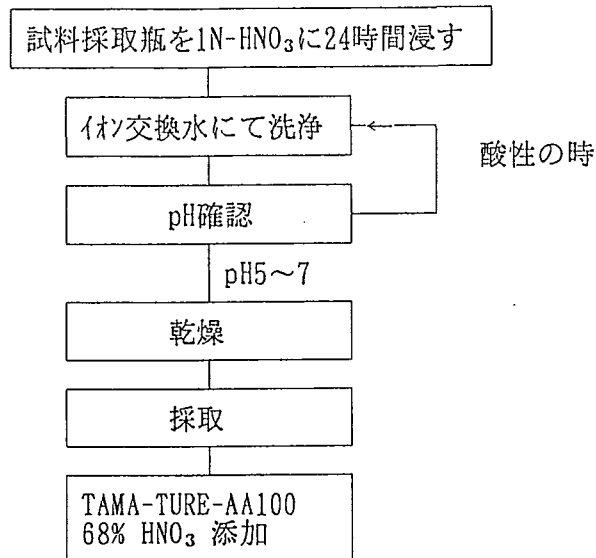 試料採取瓶を1N-HNO₃に24時間浸す
イオン交換水にて洗浄
酸性の時
pH確認
pH5～7
乾燥
採取
TAMA-TURE-AA100
68% HNO₃ 添加